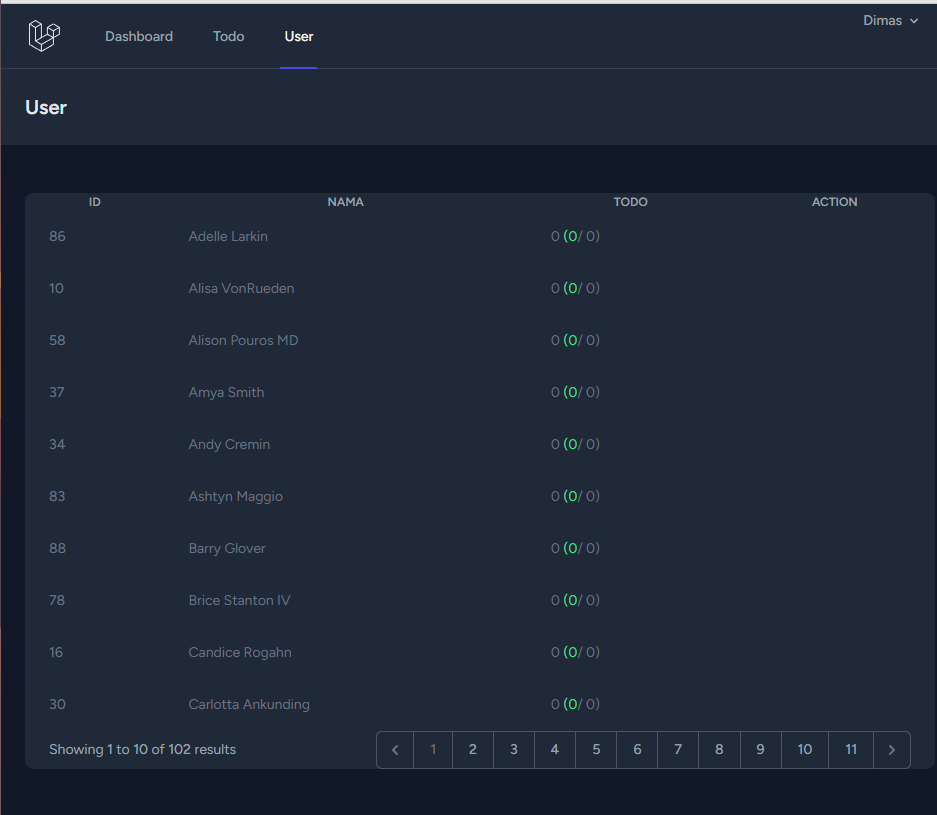 Dashboard Todo User Dimas
User
ID NAMA TODO ACTION
86 Adelle Larkin 0 (0/ 0)
10 Alisa VonRueden 0 (0/ 0)
58 Alison Pouros MD 0 (0/ 0)
37 Amya Smith 0 (0/ 0)
34 Andy Cremin 0 (0/ 0)
83 Ashtyn Maggio 0 (0/ 0)
88 Barry Glover 0 (0/ 0)
78 Brice Stanton IV 0 (0/ 0)
16 Candice Rogahn 0 (0/ 0)
30 Carlotta Ankunding 0 (0/ 0)
Showing 1 to 10 of 102 results 1 2 3 4 5 6 7 8 9 10 11